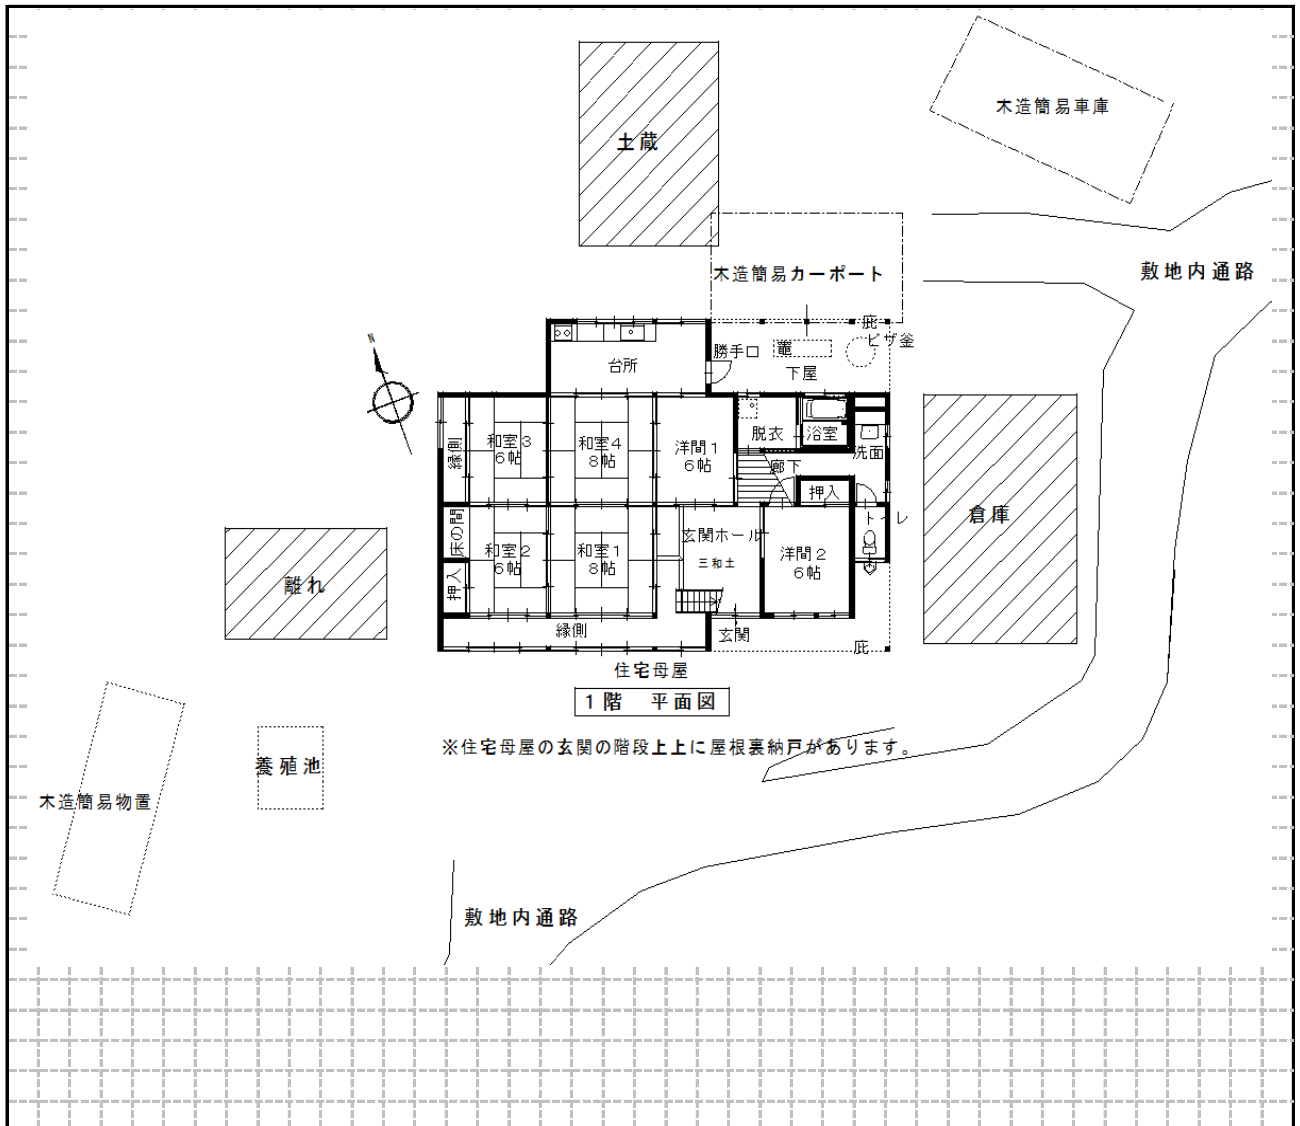 木造簡易車庫
土蔵
敷地内通路
木造簡易カーポート
庇
ピザ釜
N
勝手口
竈
下屋
台所
縁側
和室３
６帖
和室４
８帖
洋間１
６帖
脱衣
浴室
洗面
廊下
押入
トイレ
倉庫
床の間
和室２
６帖
和室１
８帖
玄関ホール
三和土
洋間２
６帖
離れ
押入
縁側
玄関
庇
住宅母屋
１階　平面図
※住宅母屋の玄関の階段上上に屋根裏納戸があります。
養殖池
木造簡易物置
敷地内通路